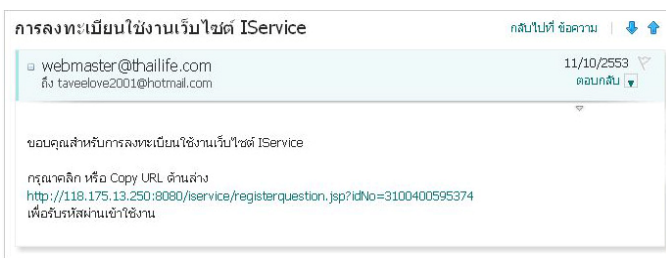 การลงทะเบียนใช้งานเว็บไซต์ IService
กลับไปที่ ข้อความ |
webmaster@thailife.com
11/10/2553
ถึง taveelove2001@hotmail.com
ตอบกลับ
ขอบคุณสำหรับการลงทะเบียนใช้งานเว็บไซต์ IService
กรุณาคลิก หรือ Copy URL ด้านล่าง
http://118.175.13.250:8080/iservice/registerquestion.jsp?idNo=3100400595374
เพื่อรับรหัสผ่านเข้าใช้งาน